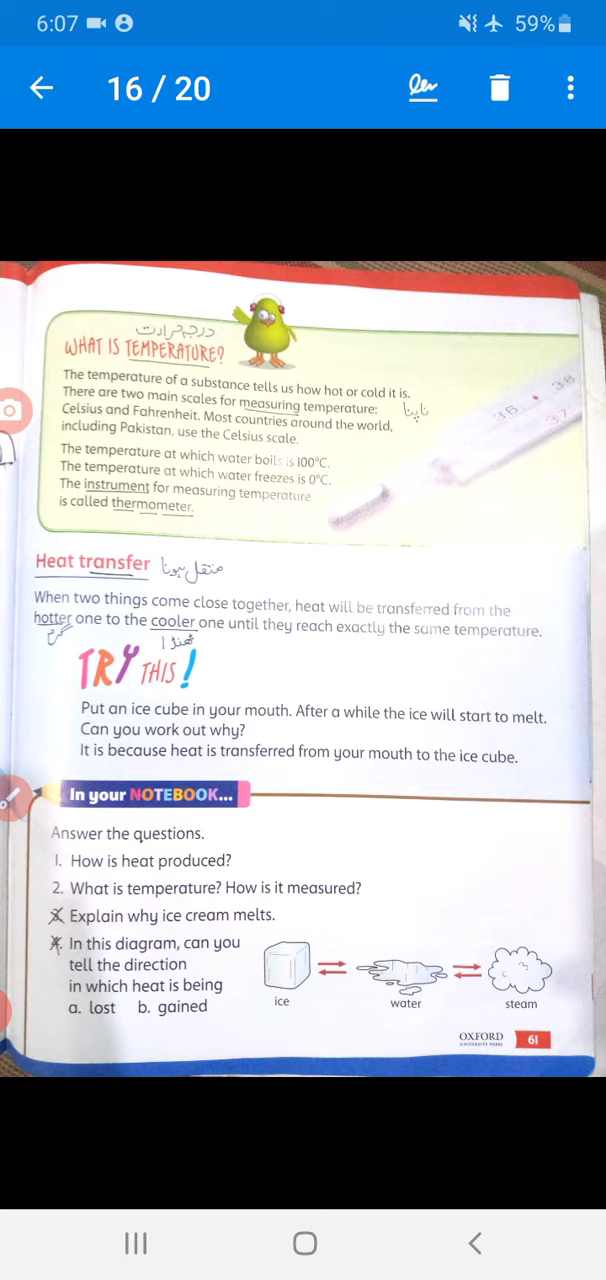 6:07
59%
16 / 20
درجہ حرارت
WHAT IS TEMPERATURE?
The temperature of a substance tells us how hot or cold it is.
There are two main scales for measuring temperature:
ناپنا
Celsius and Fahrenheit. Most countries around the world,
including Pakistan, use the Celsius scale.
The temperature at which water boils is 100°C.
The temperature at which water freezes is 0°C.
The instrument for measuring temperature
is called thermometer.
36 37 38
Heat transfer منتقل ہونا
When two things come close together, heat will be transferred from the
hotter one to the cooler one until they reach exactly the same temperature.
ٹھنڈا
TRY THIS!
Put an ice cube in your mouth. After a while the ice will start to melt.
Can you work out why?
It is because heat is transferred from your mouth to the ice cube.
In your NOTEBOOK...
Answer the questions.
1. How is heat produced?
2. What is temperature? How is it measured?
3. Explain why ice cream melts.
4. In this diagram, can you
tell the direction
in which heat is being
a. lost b. gained
ice
water
steam
OXFORD
UNIVERSITY PRESS
61